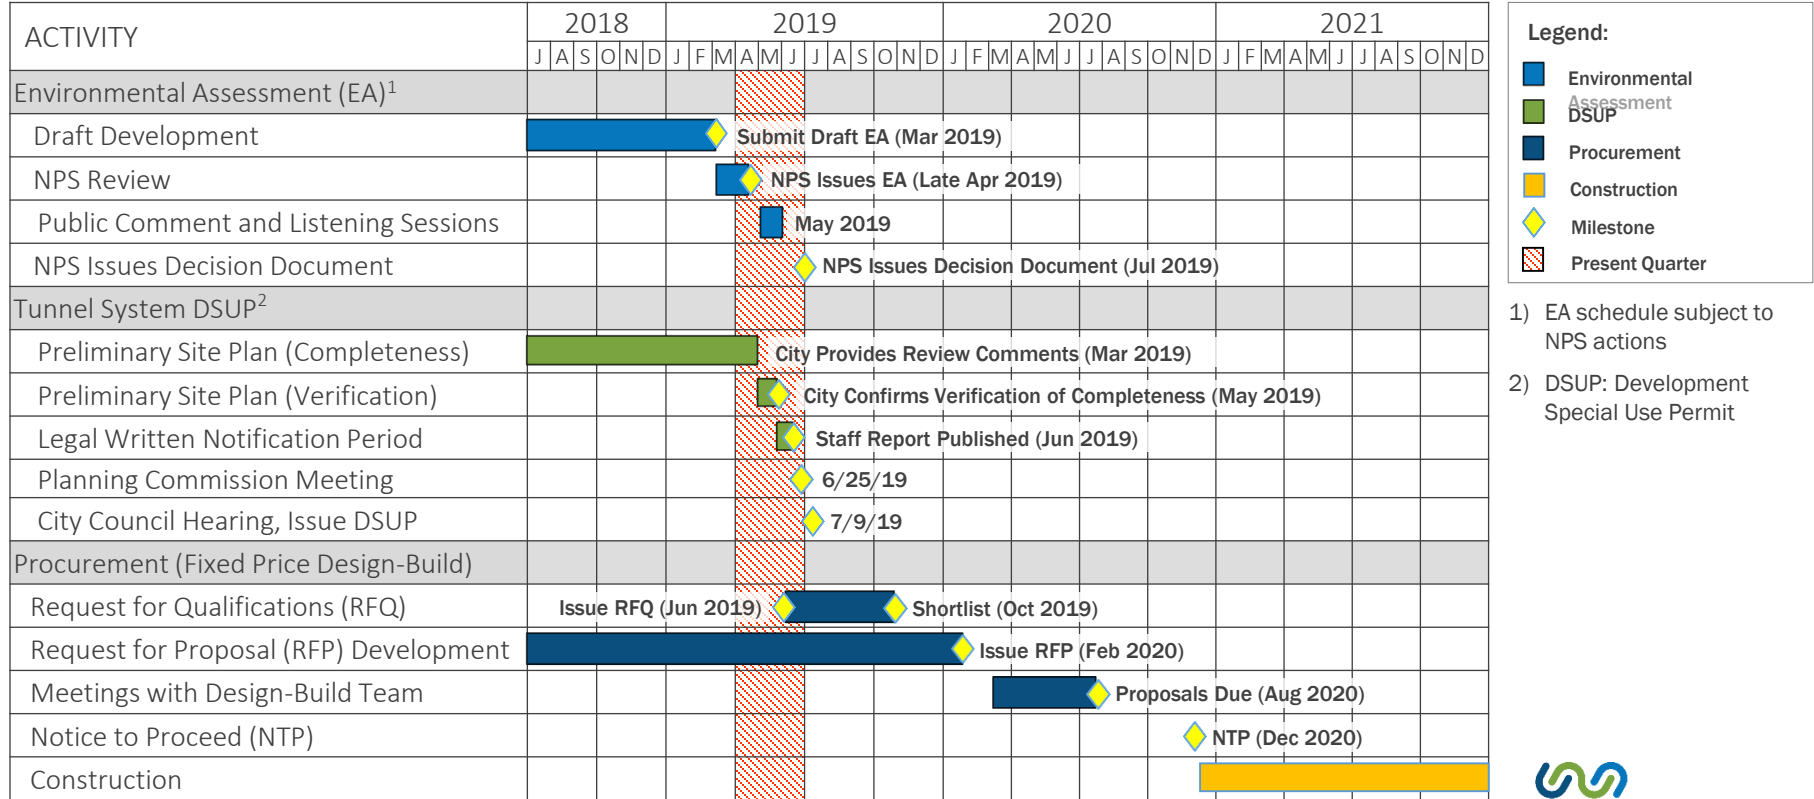 ACTIVITY
2018 2019 2020 2021
J A S O N D J F M A M J J A S O N D J F M A M J J A S O N D J F M A M J J A S O N D
Environmental Assessment (EA)1
Draft Development Submit Draft EA (Mar 2019)
NPS Review NPS Issues EA (Late Apr 2019)
Public Comment and Listening Sessions May 2019
NPS Issues Decision Document NPS Issues Decision Document (Jul 2019)
Tunnel System DSUP2
Preliminary Site Plan (Completeness) City Provides Review Comments (Mar 2019)
Preliminary Site Plan (Verification) City Confirms Verification of Completeness (May 2019)
Legal Written Notification Period Staff Report Published (Jun 2019)
Planning Commission Meeting 6/25/19
City Council Hearing, Issue DSUP 7/9/19
Procurement (Fixed Price Design-Build)
Request for Qualifications (RFQ) Issue RFQ (Jun 2019) Shortlist (Oct 2019)
Request for Proposal (RFP) Development Issue RFP (Feb 2020)
Meetings with Design-Build Team Proposals Due (Aug 2020)
Notice to Proceed (NTP) NTP (Dec 2020)
Construction
Legend:
Environmental
Assessment
DSUP
Procurement
Construction
Milestone
Present Quarter
1) EA schedule subject to
NPS actions
2) DSUP: Development
Special Use Permit